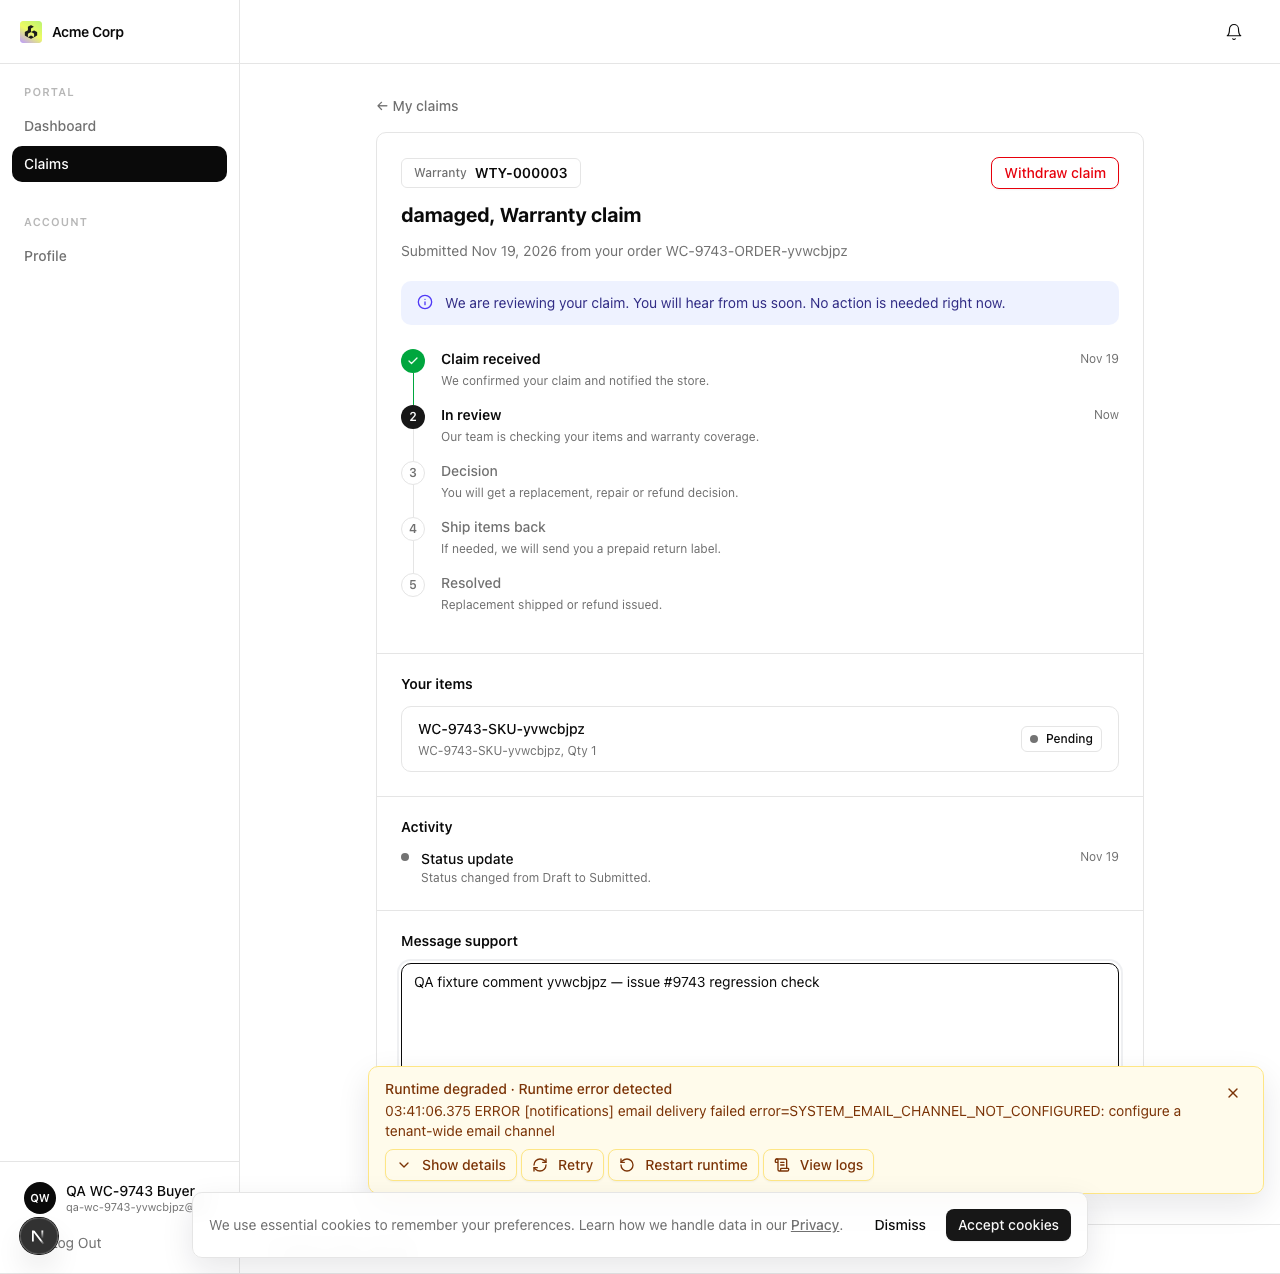 Acme Corp
PORTAL
Dashboard
Claims
ACCOUNT
Profile
← My claims
Warranty WTY-000003
Withdraw claim
damaged, Warranty claim
Submitted Nov 19, 2026 from your order WC-9743-ORDER-yvwcbjpz
We are reviewing your claim. You will hear from us soon. No action is needed right now.
Claim received
Nov 19
We confirmed your claim and notified the store.
2
In review
Now
Our team is checking your items and warranty coverage.
3
Decision
You will get a replacement, repair or refund decision.
4
Ship items back
If needed, we will send you a prepaid return label.
5
Resolved
Replacement shipped or refund issued.
Your items
WC-9743-SKU-yvwcbjpz
WC-9743-SKU-yvwcbjpz, Qty 1
Pending
Activity
Status update
Nov 19
Status changed from Draft to Submitted.
Message support
QA fixture comment yvwcbjpz — issue #9743 regression check
Runtime degraded · Runtime error detected
03:41:06.375 ERROR [notifications] email delivery failed error=SYSTEM_EMAIL_CHANNEL_NOT_CONFIGURED: configure a
tenant-wide email channel
Show details
Retry
Restart runtime
View logs
QW
QA WC-9743 Buyer
qa-wc-9743-yvwcbjpz@
N
Log Out
We use essential cookies to remember your preferences. Learn how we handle data in our Privacy.
Dismiss
Accept cookies